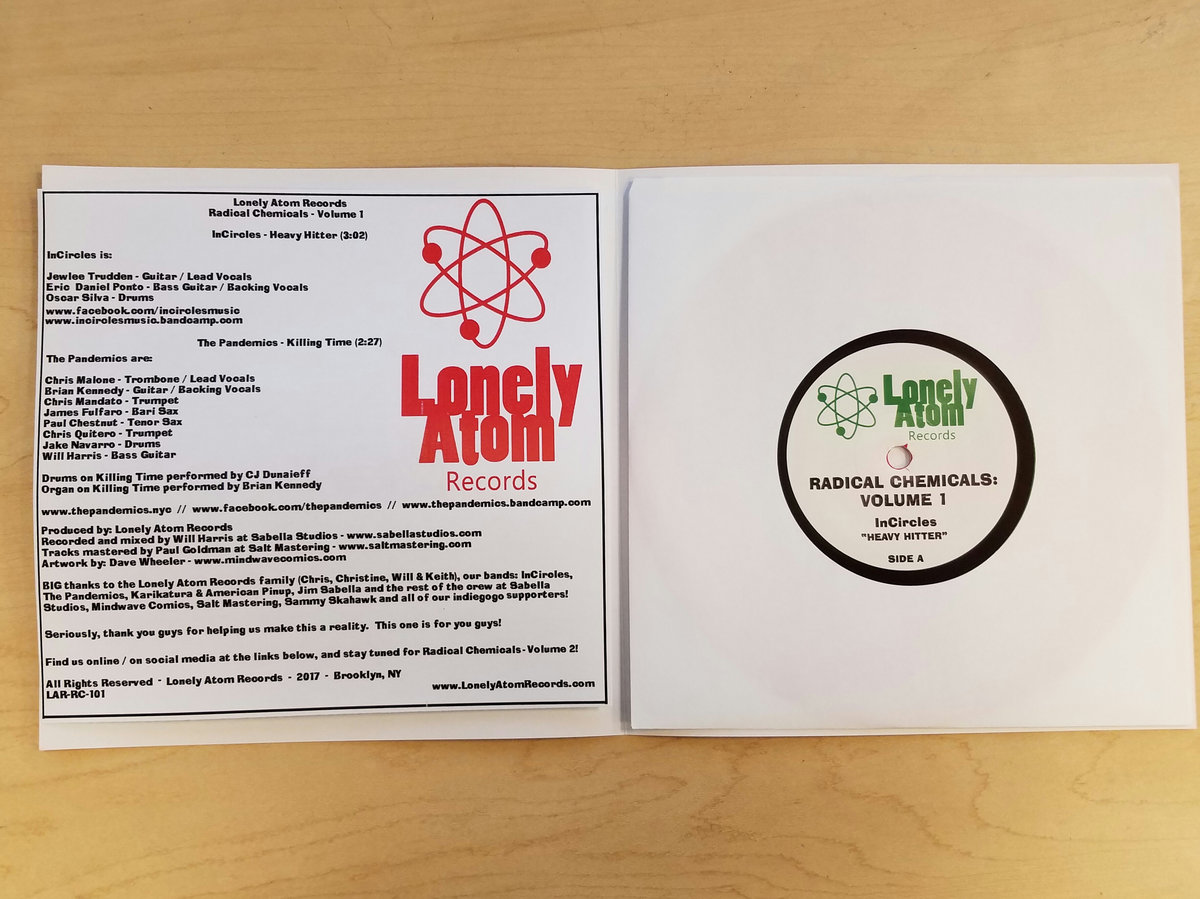 Lonely Atom Records
Radical Chemicals - Volume 1
InCircles - Heavy Hitter (3:02)
InCircles is:
Jewlee Trudden - Guitar / Lead Vocals
Eric Daniel Ponto - Bass Guitar / Backing Vocals
Oscar Silva - Drums
www.facebook.com/incirclesmusic
www.incirclesmusic.bandcamp.com
The Pandemics - Killing Time (2:27)
The Pandemics are:
Chris Malone - Trombone / Lead Vocals
Brian Kennedy - Guitar / Backing Vocals
Chris Mandato - Trumpet
James Fulfaro - Bari Sax
Paul Chestnut - Tenor Sax
Chris Quitero - Trumpet
Jake Navarro - Drums
Will Harris - Bass Guitar
Drums on Killing Time performed by CJ Dunaieff
Organ on Killing Time performed by Brian Kennedy
www.thepandemics.nyc // www.facebook.com/thepandemics // www.thepandemics.bandcamp.com
Produced by: Lonely Atom Records
Recorded and mixed by Will Harris at Sabella Studios - www.sabellastudios.com
Tracks mastered by Paul Goldman at Salt Mastering - www.saltmastering.com
Artwork by: Dave Wheeler - www.mindwavecomics.com
BIG thanks to the Lonely Atom Records family (Chris, Christine, Will & Keith), our bands: InCircles,
The Pandemics, Karikatura & American Pinup, Jim Sabella and the rest of the crew at Sabella
Studios, Mindwave Comics, Salt Mastering, Sammy Skahawk and all of our indiegogo supporters!
Seriously, thank you guys for helping us make this a reality. This one is for you guys!
Find us online / on social media at the links below, and stay tuned for Radical Chemicals - Volume 2!
All Rights Reserved - Lonely Atom Records - 2017 - Brooklyn, NY
LAR-RC-101
www.LonelyAtomRecords.com
Lonely
Atom
Records
Lonely
Atom
Records
RADICAL CHEMICALS:
VOLUME 1
InCircles
"HEAVY HITTER"
SIDE A